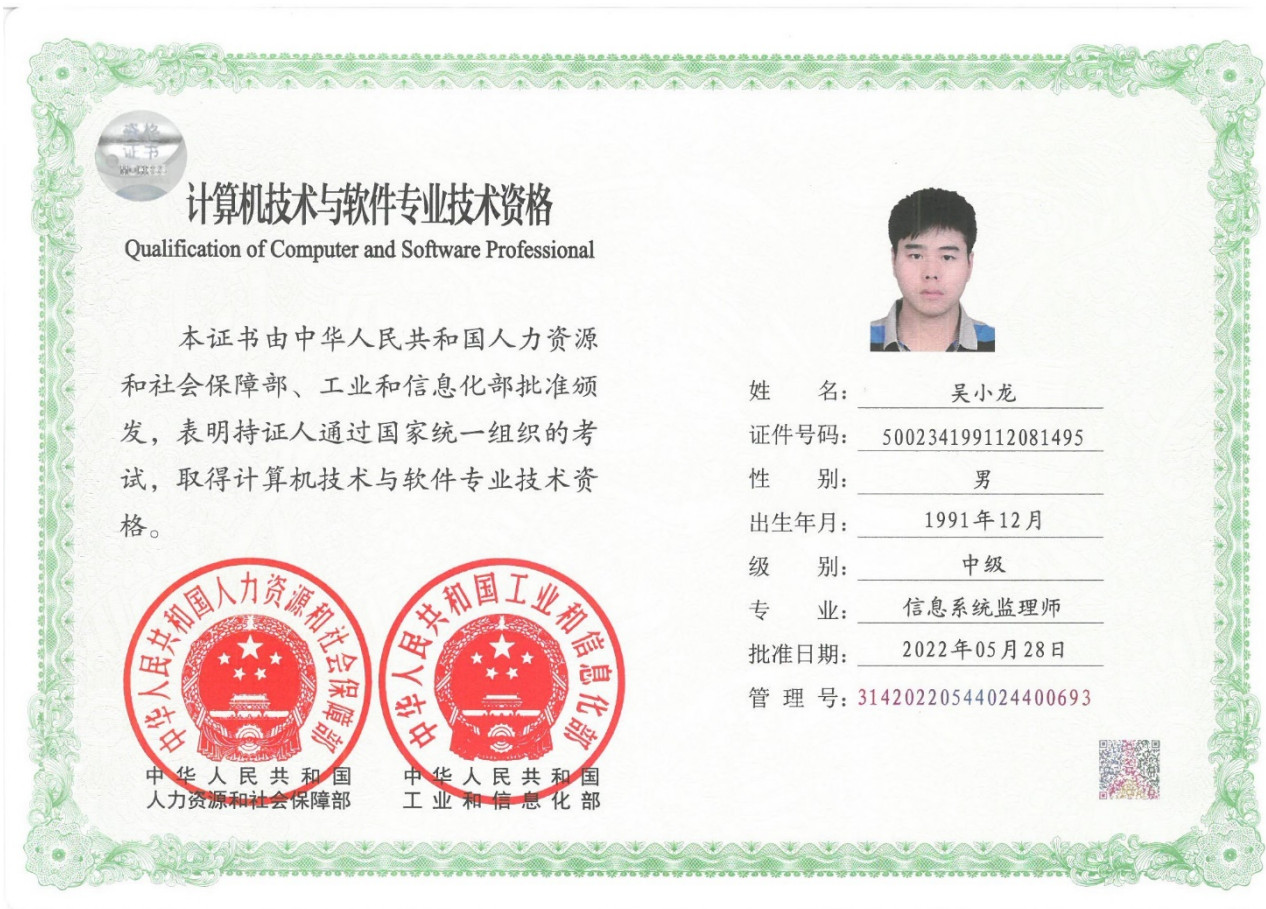 资格
证书
计算机技术与软件专业技术资格
Qualification of Computer and Software Professional
本证书由中华人民共和国人力资源
和社会保障部、工业和信息化部批准颁
发，表明持证人通过国家统一组织的考
试，取得计算机技术与软件专业技术资
格。
中华人民共和国人力资源和社会保障部
中华人民共和国
人力资源和社会保障部
中华人民共和国工业和信息化部
中华人民共和国
工业和信息化部
姓名：吴小龙
证件号码：500234199112081495
性别：男
出生年月：1991年12月
级别：中级
专业：信息系统监理师
批准日期：2022年05月28日
管理号：31420220544024400693